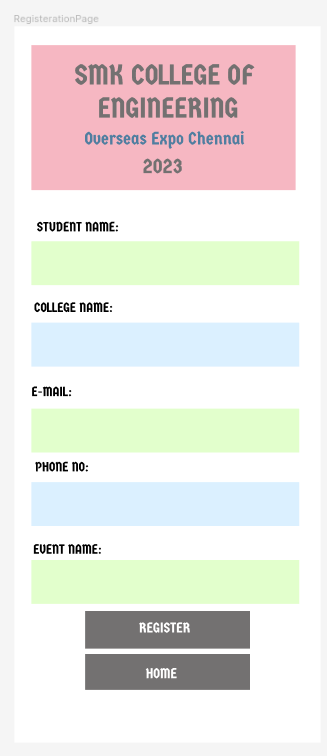 RegisterationPage
SMK COLLEGE OF
ENGINEERING
Overseas Expo Chennai
2023
STUDENT NAME:
COLLEGE NAME:
E-MAIL:
PHONE NO:
EVENT NAME:
REGISTER
HOME